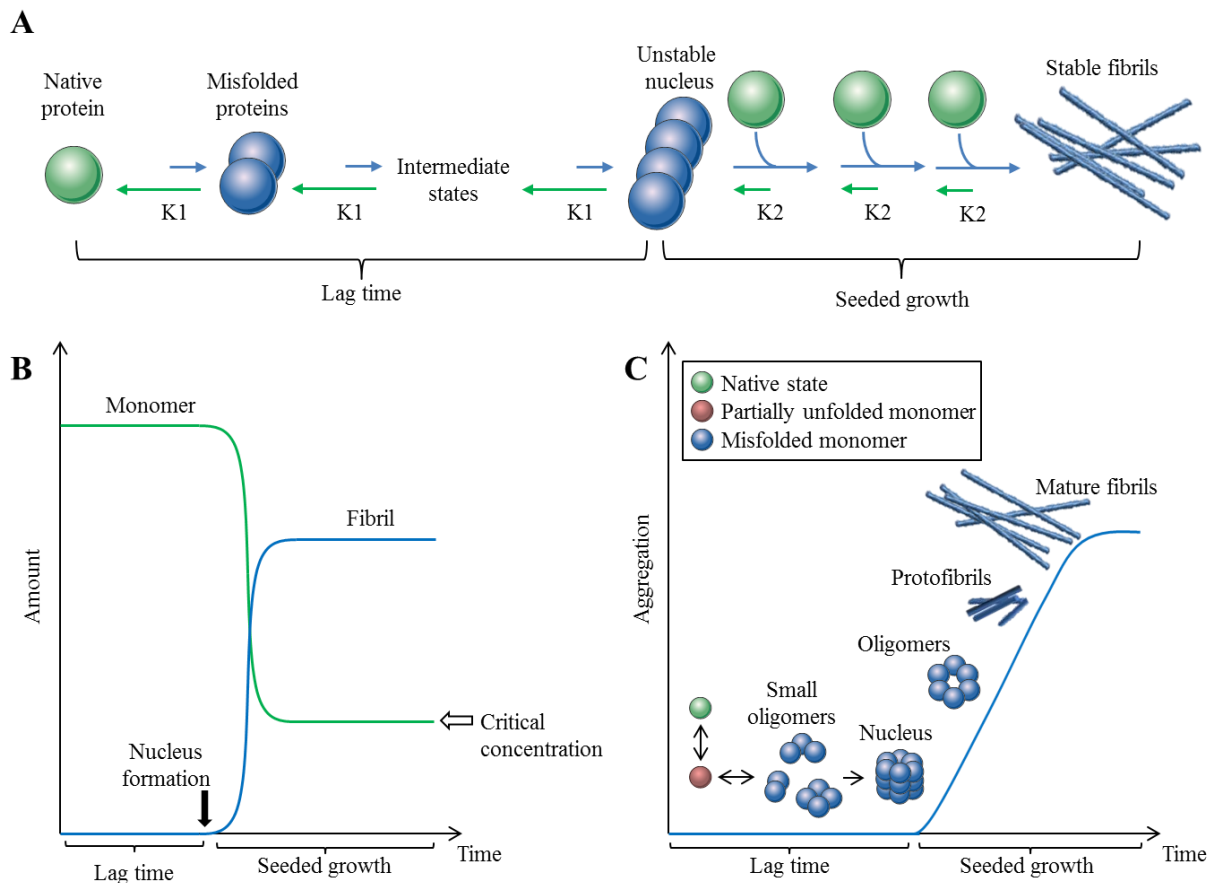 A
Native
protein
Misfolded
proteins
Intermediate
states
Unstable
nucleus
Stable fibrils
K1
K1
K1
K2
K2
K2
Lag time
Seeded growth
B
Monomer
Fibril
Amount
Critical
concentration
Nucleus
formation
Time
Lag time
Seeded growth
C
Native state
Partially unfolded monomer
Misfolded monomer
Mature fibrils
Aggregation
Protofibrils
Oligomers
Small
oligomers
Nucleus
Lag time
Seeded growth
Time